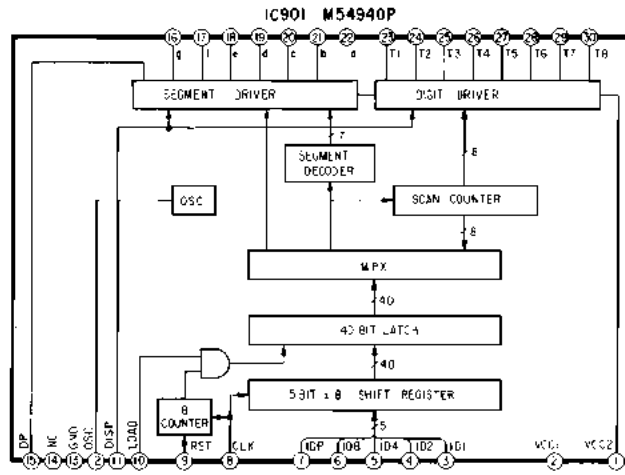 IC901 M54940P
16 17 18 19 20 21 22 23 24 25 26 27 28 29 30
g f e d c b a T1 T2 T3 T4 T5 T6 T7 T8
SEGMENT DRIVER
DIGIT DRIVER
7
8
SEGMENT
DECODER
OSC
SCAN COUNTER
8
MPX
40
40 BIT LATCH
40
8
COUNTER
5 BIT x 8 SHIFT REGISTER
5
DP NC GND OSC DISP LOAD RST CLK IDP ID8 ID4 ID2 ID1 VCC1 VCC2
15 14 13 12 11 10 9 8 7 6 5 4 3 2 1